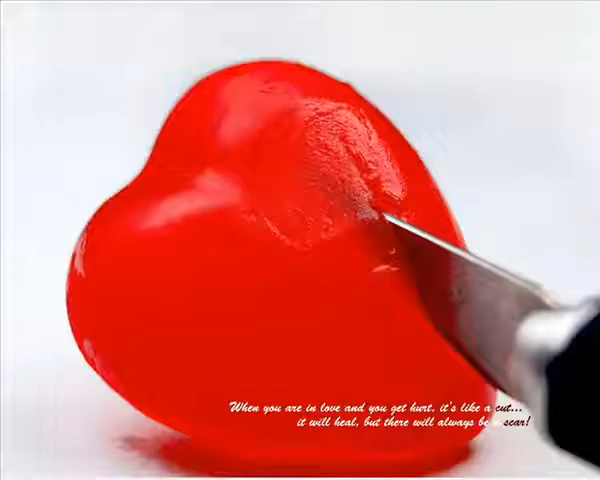 When you are in love and you get hurt, it's like a cut...
it will heal, but there will always be a scar!